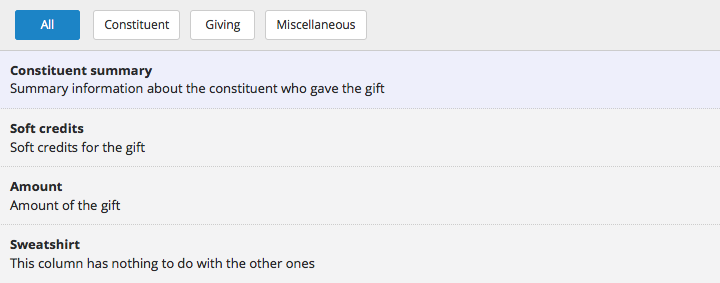 All Constituent Giving Miscellaneous
Constituent summary
Summary information about the constituent who gave the gift
Soft credits
Soft credits for the gift
Amount
Amount of the gift
Sweatshirt
This column has nothing to do with the other ones